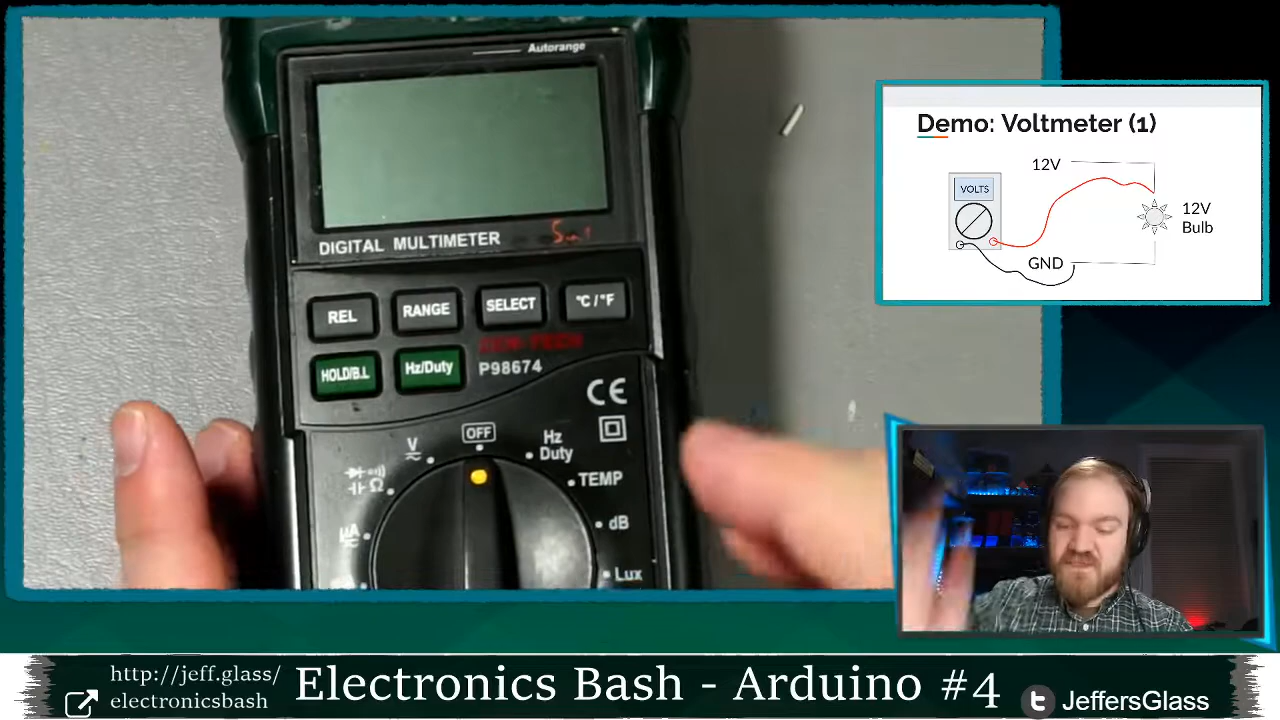 Autorange
DIGITAL MULTIMETER
REL
RANGE
SELECT
°C/°F
HOLD/B.L
Hz/Duty
P98674
CE
OFF
V
Hz
Duty
Ω
TEMP
µA
dB
Lux
Demo: Voltmeter (1)
12V
VOLTS
12V
Bulb
GND
http://jeff.glass/
electronicsbash
Electronics Bash - Arduino #4
JeffersGlass